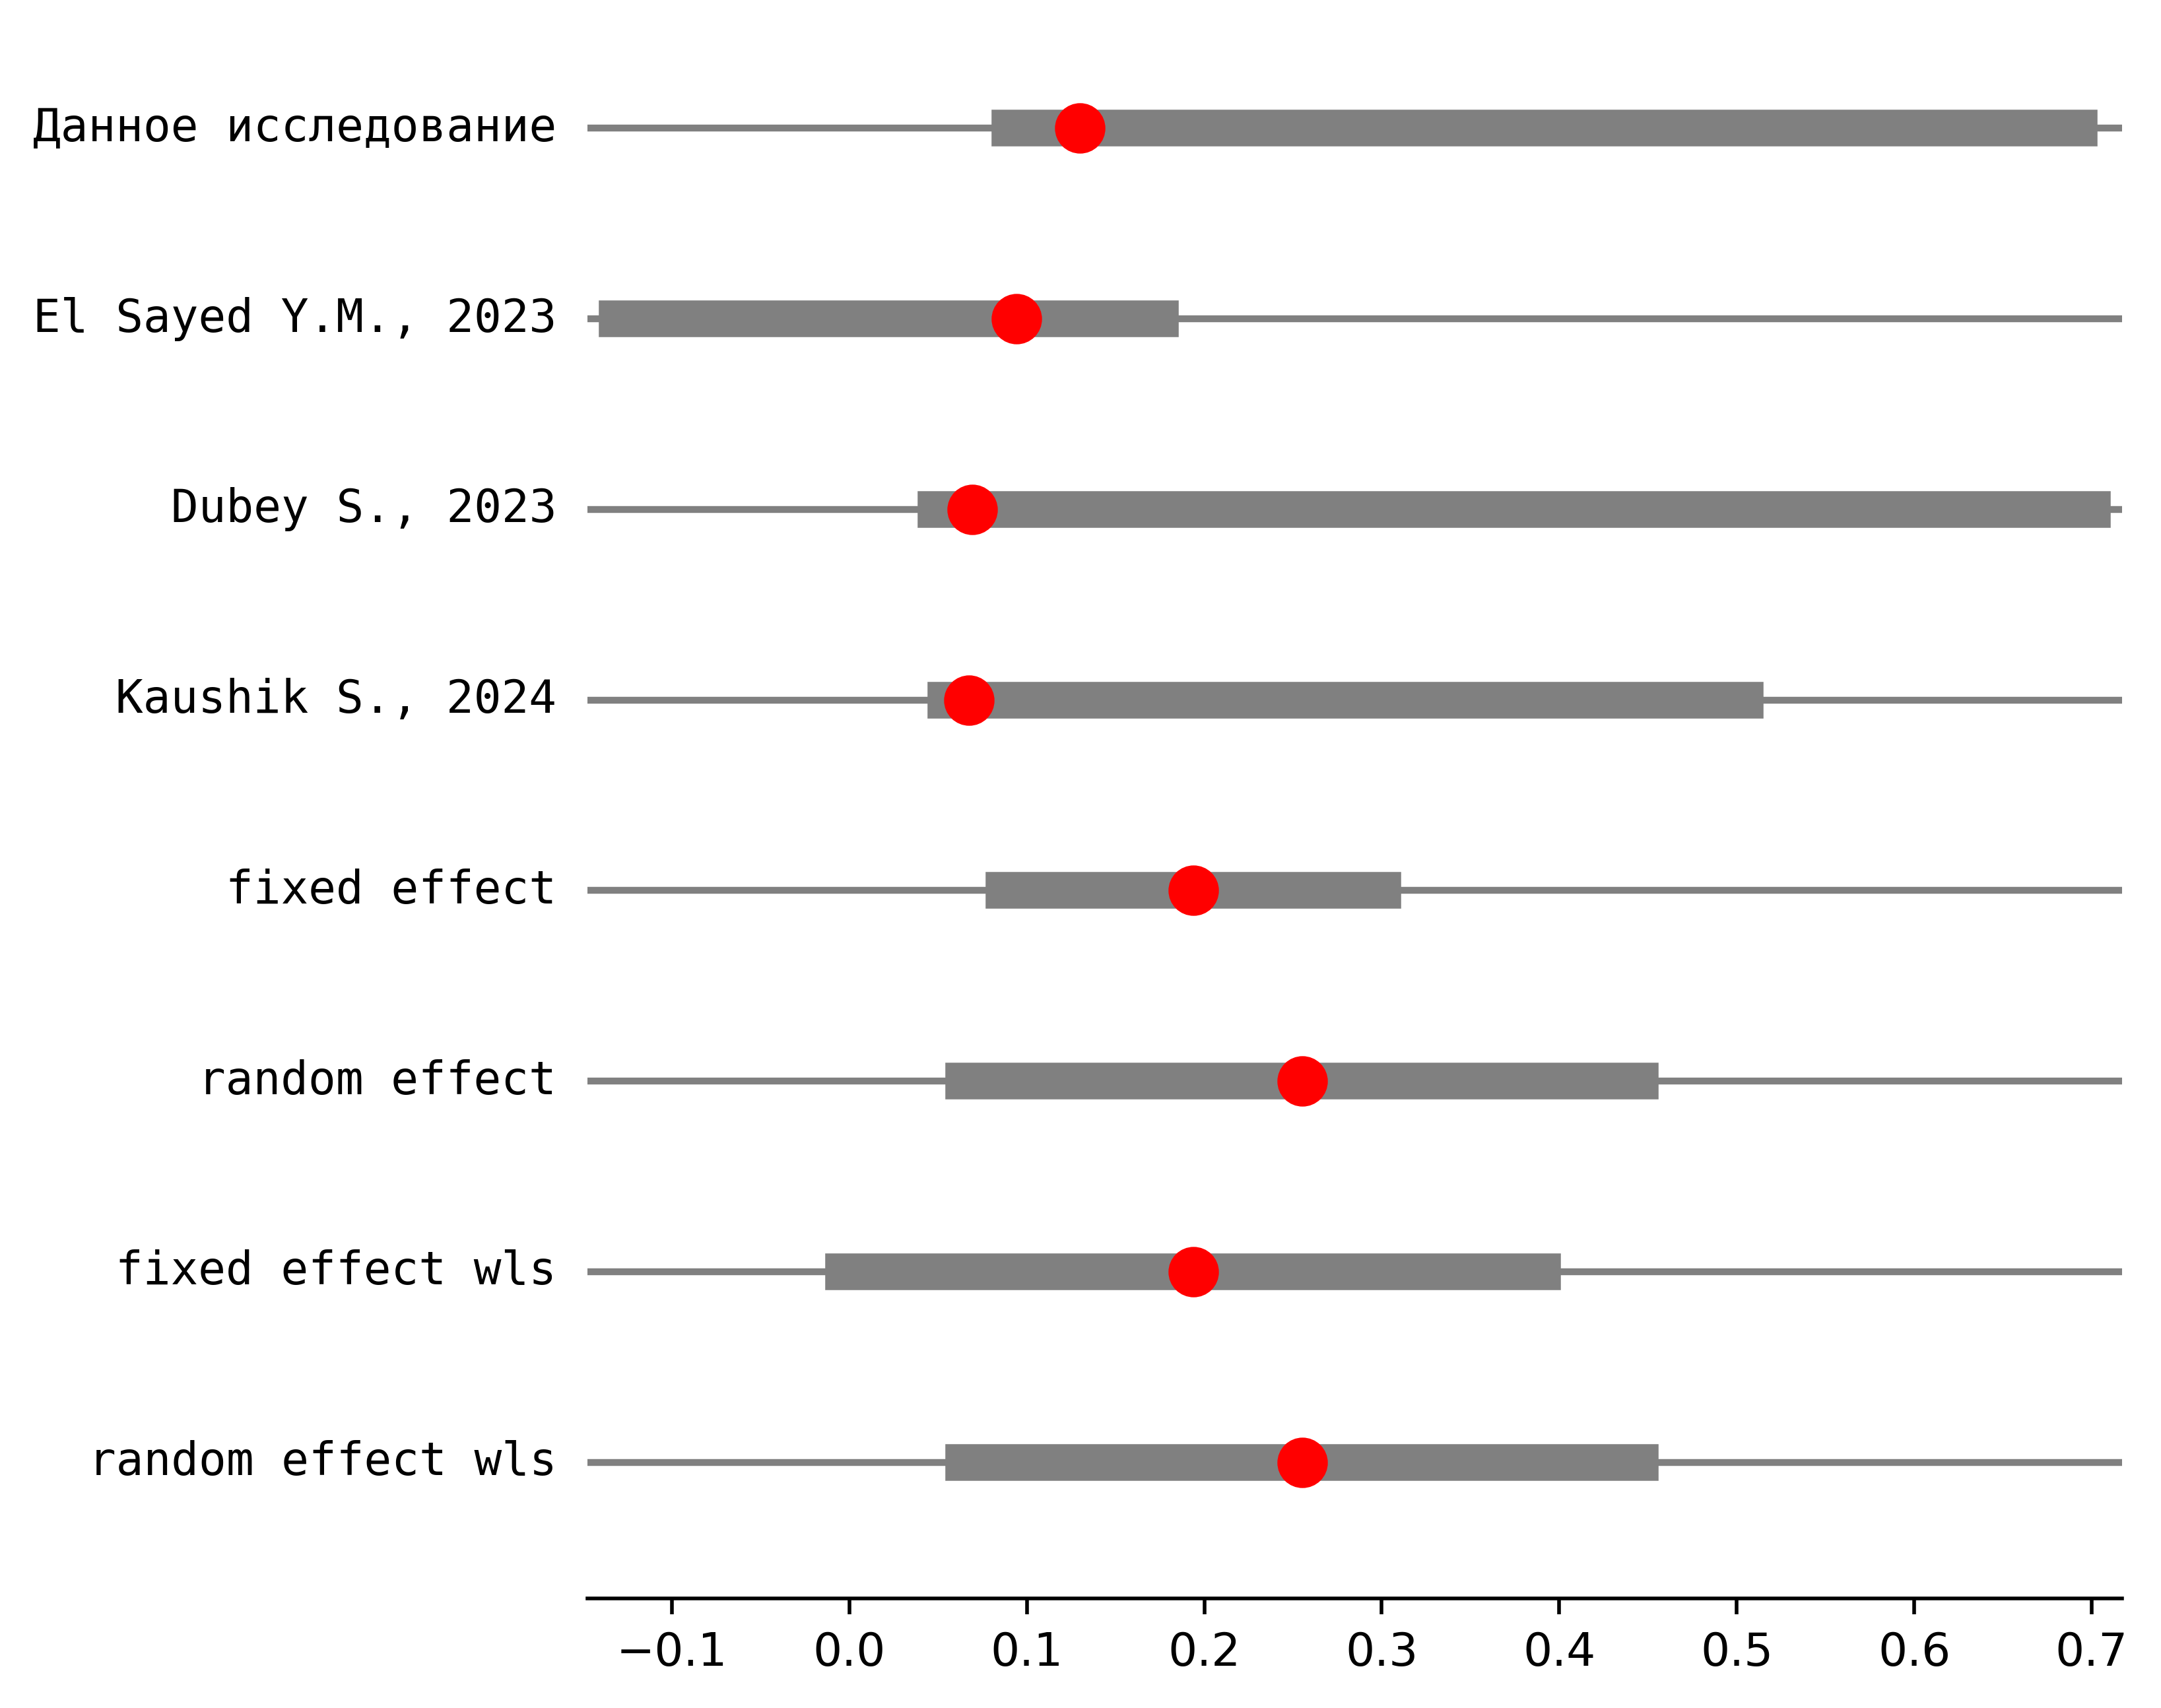 Данное исследование
El Sayed Y.M., 2023
Dubey S., 2023
Kaushik S., 2024
fixed effect
random effect
fixed effect wls
random effect wls
−0.1 0.0 0.1 0.2 0.3 0.4 0.5 0.6 0.7